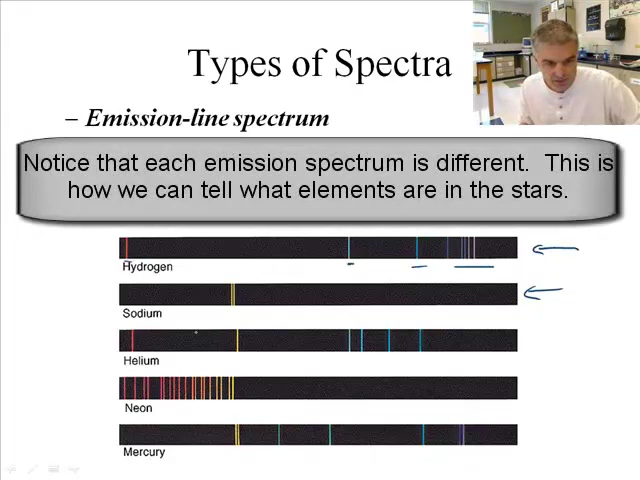 Types of Spectra
– Emission-line spectrum
Notice that each emission spectrum is different. This is
how we can tell what elements are in the stars.
Hydrogen
Sodium
Helium
Neon
Mercury